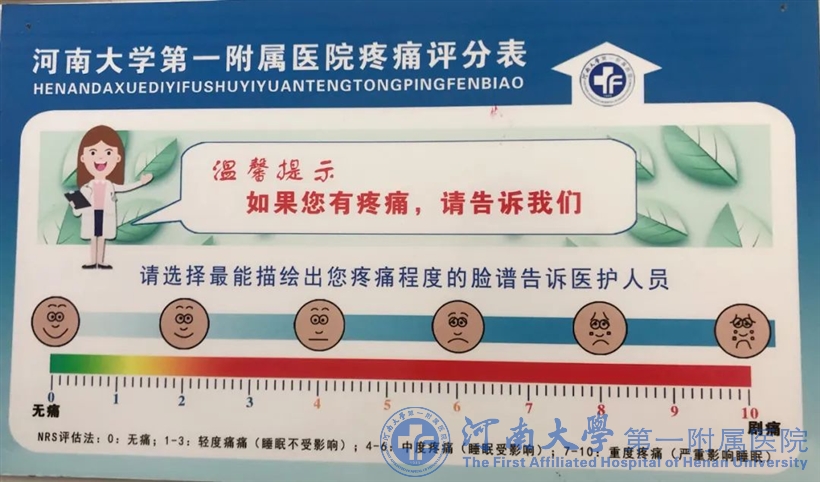 河南大学第一附属医院疼痛评分表
HENANDAXUEDIYIFUSHUYIYUANTENGTONGPINGFENBIAO
温馨提示
如果您有疼痛，请告诉我们
请选择最能描绘出您疼痛程度的脸谱告诉医护人员
0 1 2 3 4 5 6 7 8 9 10
无痛 剧痛
NRS评估法：0：无痛；1-3：轻度痛痛（睡眠不受影响）；4-6：中度疼痛（睡眠受影响）；7-10：重度疼痛（严重影响睡眠）
河南大学第一附属医院
The First Affiliated Hospital of Henan University